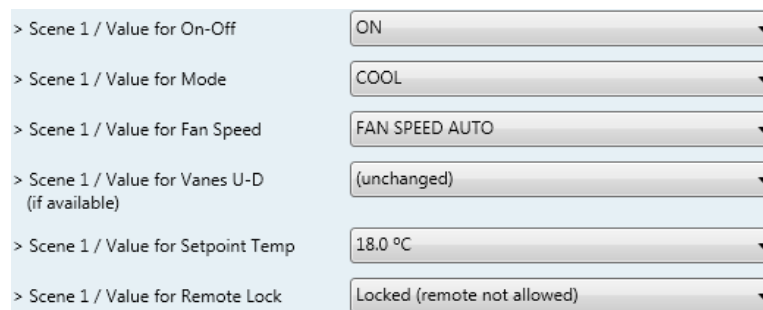 > Scene 1 / Value for On-Off ON
> Scene 1 / Value for Mode COOL
> Scene 1 / Value for Fan Speed FAN SPEED AUTO
> Scene 1 / Value for Vanes U-D (unchanged)
(if available)
> Scene 1 / Value for Setpoint Temp 18.0 ºC
> Scene 1 / Value for Remote Lock Locked (remote not allowed)